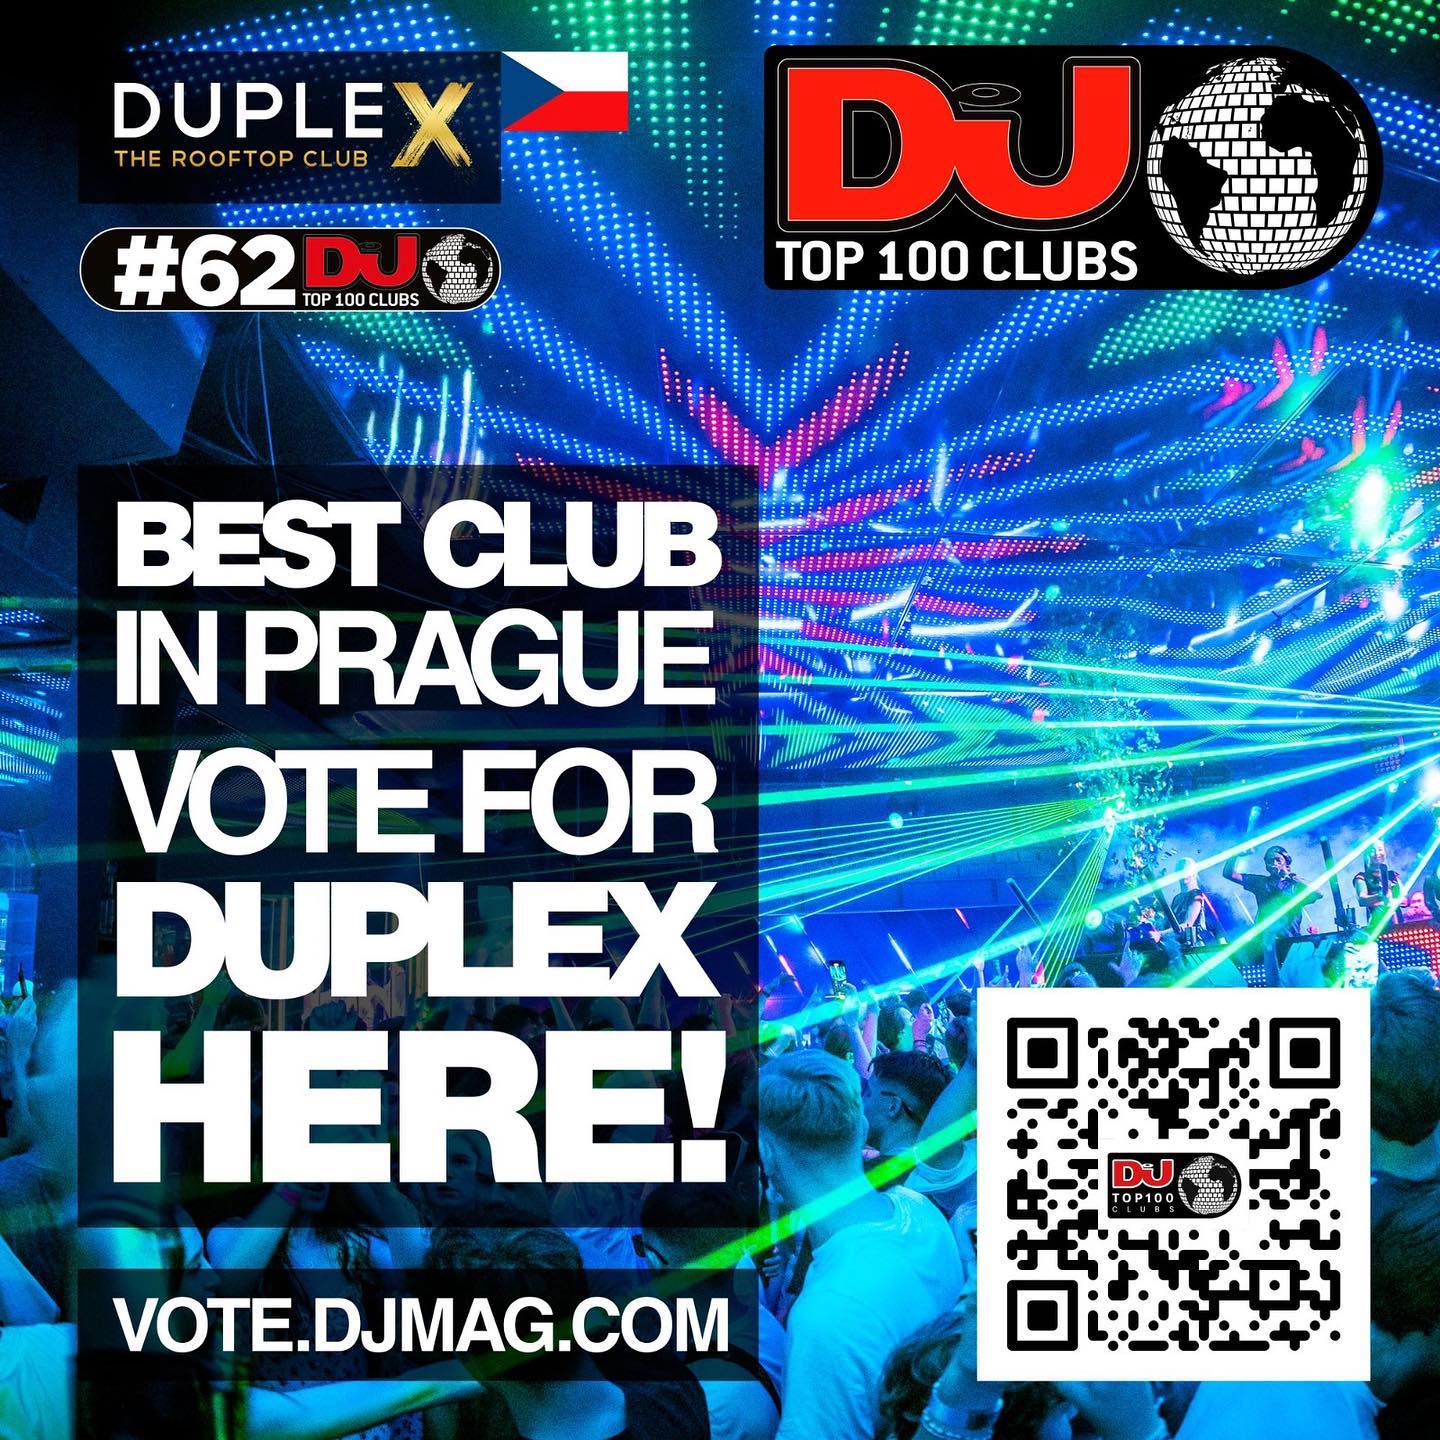 DUPLEX
THE ROOFTOP CLUB
#62 DJ
TOP 100 CLUBS
DJ
TOP 100 CLUBS
BEST CLUB
IN PRAGUE
VOTE FOR
DUPLEX
HERE!
VOTE.DJMAG.COM
DJ
TOP100
CLUBS